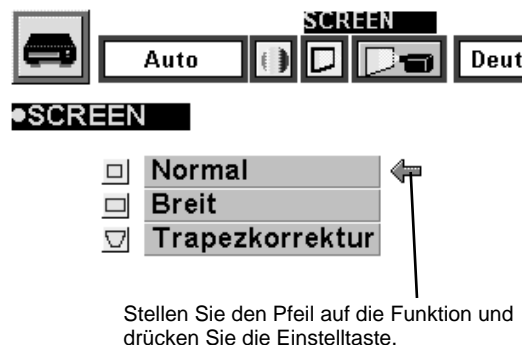 SCREEN
Auto Deut
SCREEN
Normal
Breit
Trapezkorrektur
Stellen Sie den Pfeil auf die Funktion und
drücken Sie die Einstelltaste.